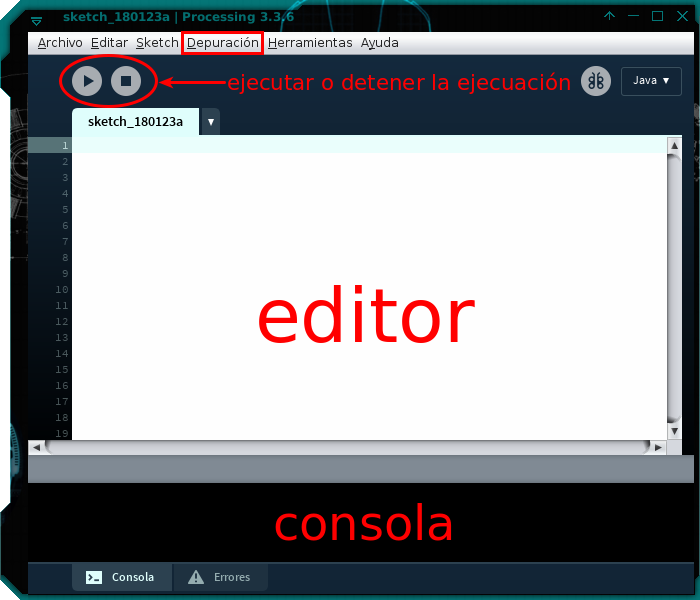 sketch_180123a | Processing 3.3.6
Archivo Editar Sketch Depuración Herramientas Ayuda
ejecutar o detener la ejecuación
Java ▾
sketch_180123a ▾
1
2
3
4
5
6
7
8
9
10
11
12
13
14
15
16
17
18
19
editor
consola
Consola Errores